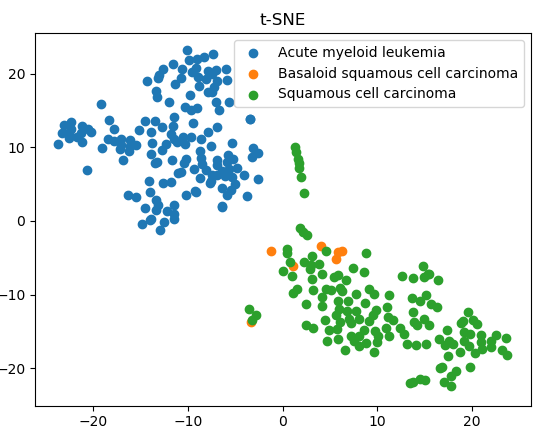 t-SNE
Acute myeloid leukemia
Basaloid squamous cell carcinoma
Squamous cell carcinoma
20
10
0
−10
−20
−20
−10
0
10
20